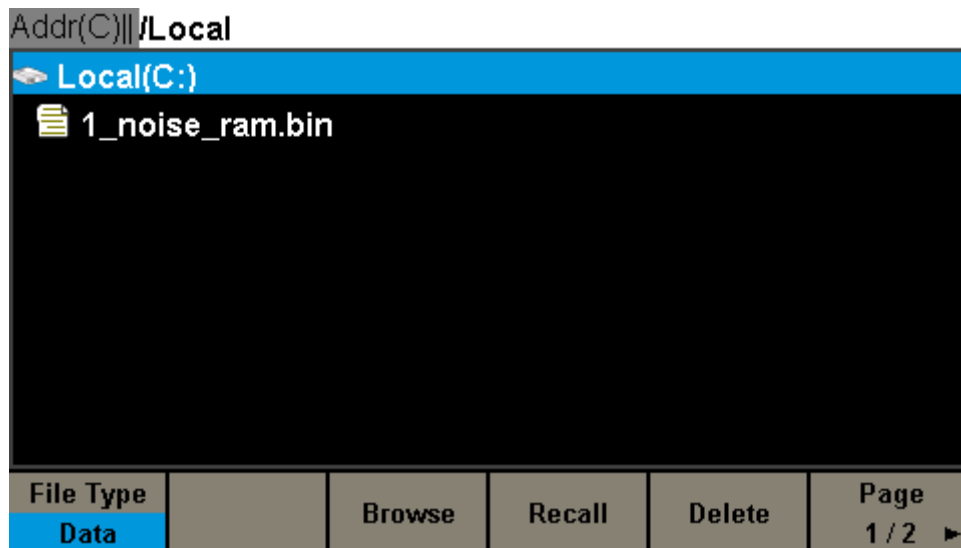 Addr(C)|| /Local
Local(C:)
1_noise_ram.bin
File Type
Data
Browse
Recall
Delete
Page
1 / 2 ►